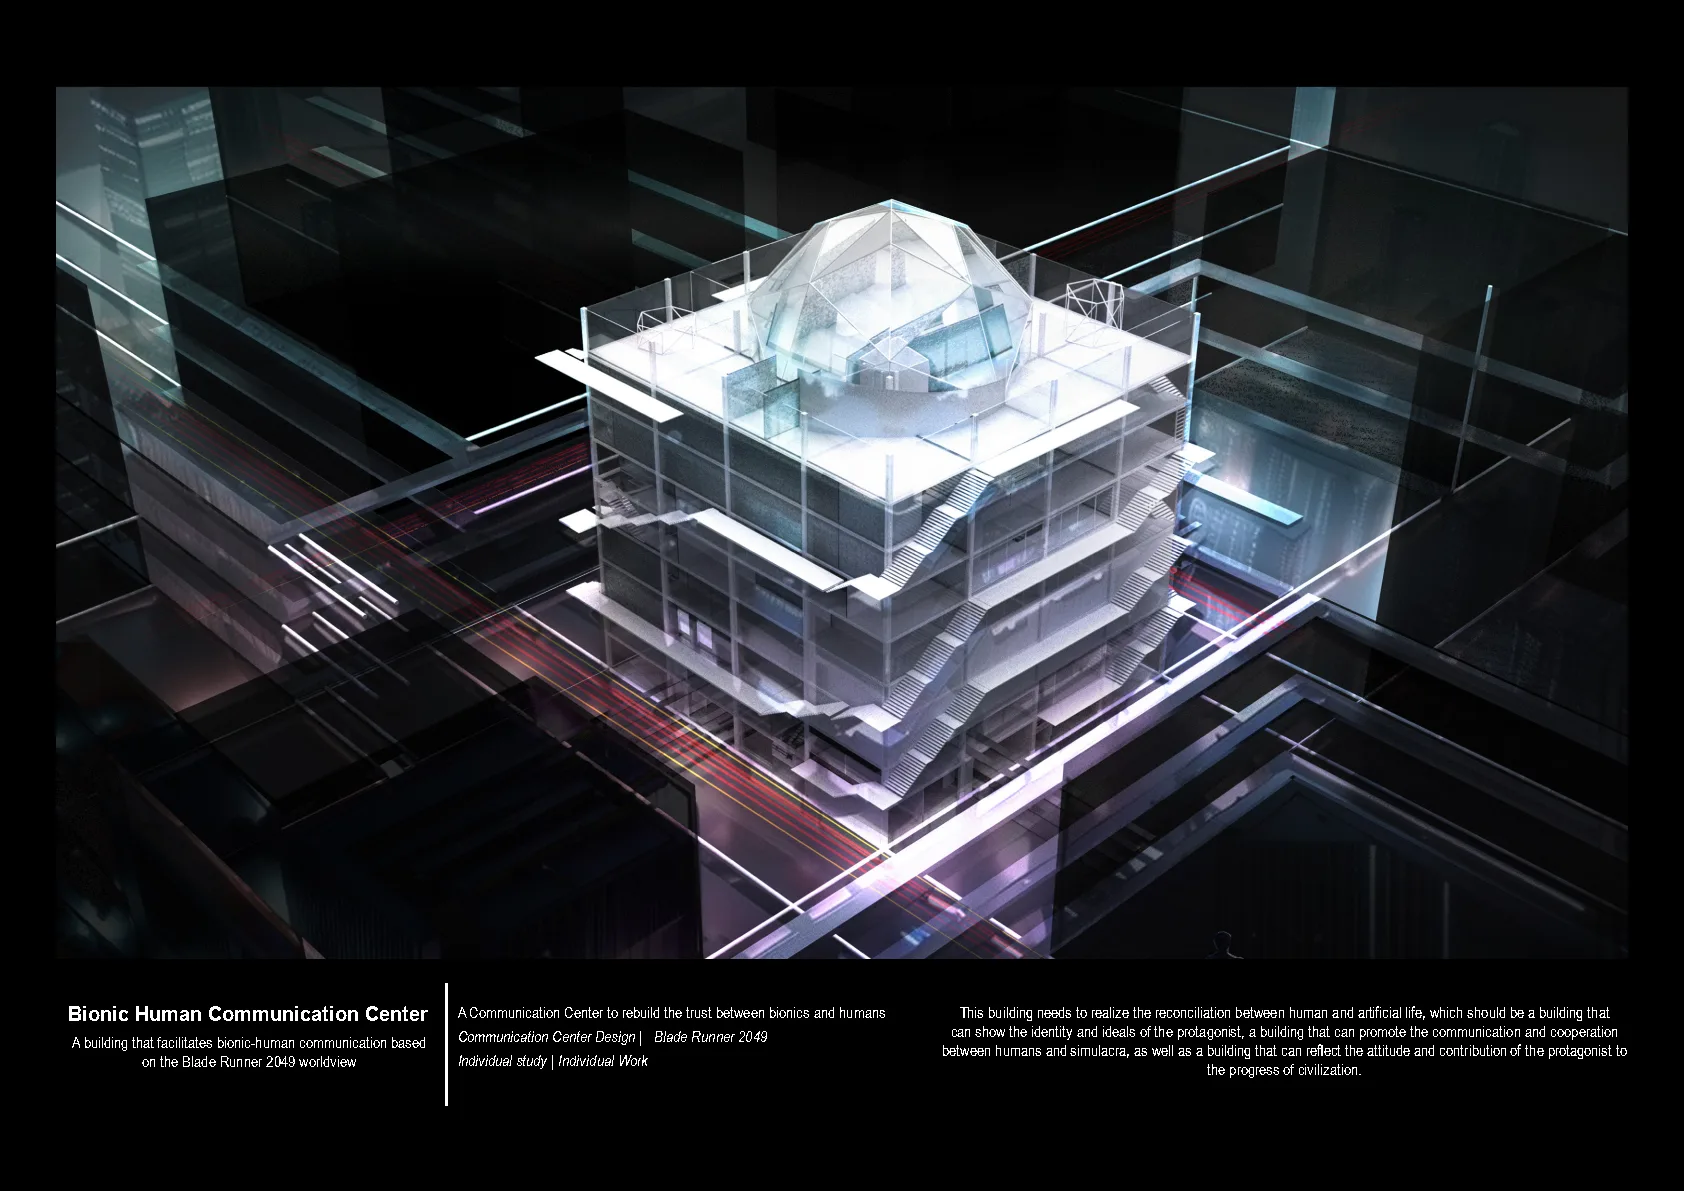 Bionic Human Communication Center
A building that facilitates bionic-human communication based
on the Blade Runner 2049 worldview
A Communication Center to rebuild the trust between bionics and humans
Communication Center Design | Blade Runner 2049
Individual study | Individual Work
This building needs to realize the reconciliation between human and artificial life, which should be a building that
can show the identity and ideals of the protagonist, a building that can promote the communication and cooperation
between humans and simulacra, as well as a building that can reflect the attitude and contribution of the protagonist to
the progress of civilization.